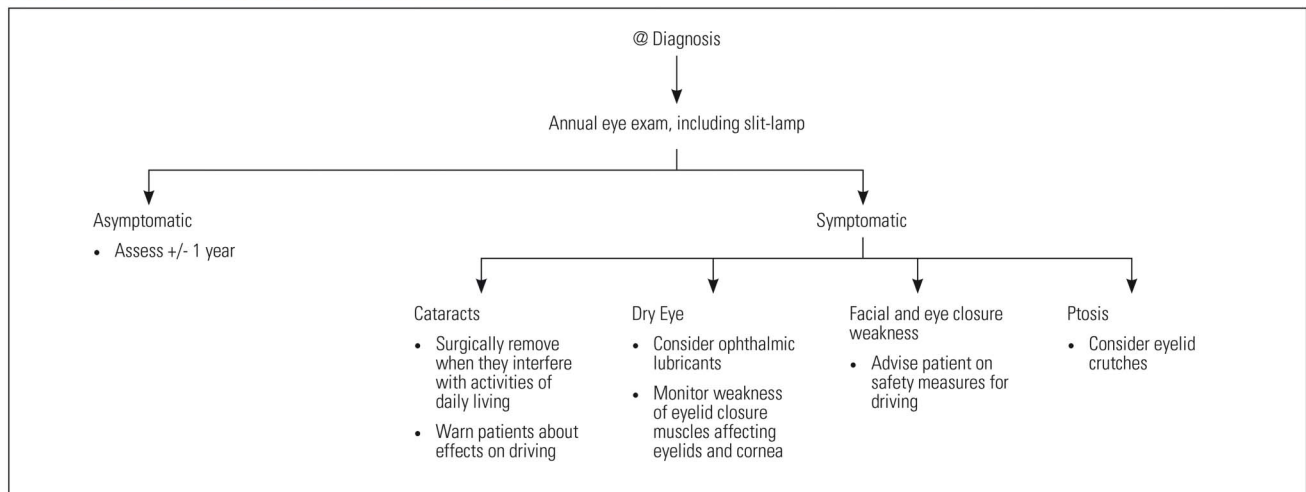 @ Diagnosis
Annual eye exam, including slit-lamp
Asymptomatic
• Assess +/- 1 year
Symptomatic
Cataracts
• Surgically remove
when they interfere
with activities of
daily living
• Warn patients about
effects on driving
Dry Eye
• Consider ophthalmic
lubricants
• Monitor weakness
of eyelid closure
muscles affecting
eyelids and cornea
Facial and eye closure
weakness
• Advise patient on
safety measures for
driving
Ptosis
• Consider eyelid
crutches